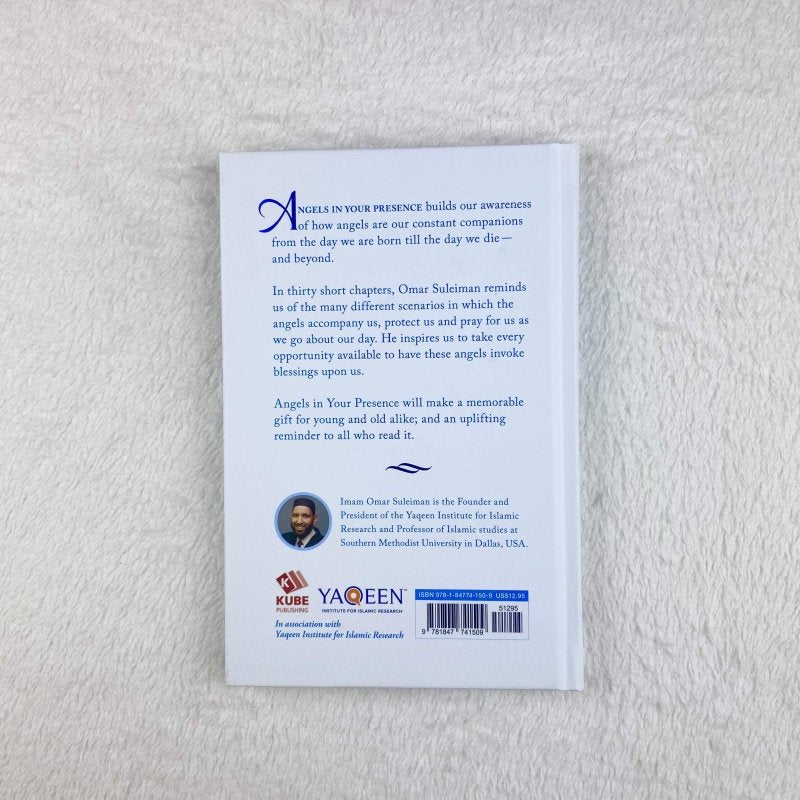 ANGELS IN YOUR PRESENCE builds our awareness
of how angels are our constant companions
from the day we are born till the day we die—
and beyond.
In thirty short chapters, Omar Suleiman reminds
us of the many different scenarios in which the
angels accompany us, protect us and pray for us as
we go about our day. He inspires us to take every
opportunity available to have these angels invoke
blessings upon us.
Angels in Your Presence will make a memorable
gift for young and old alike; and an uplifting
reminder to all who read it.
Imam Omar Suleiman is the Founder and
President of the Yaqeen Institute for Islamic
Research and Professor of Islamic studies at
Southern Methodist University in Dallas, USA.
K
KUBE
PUBLISHING
YAQEEN™
INSTITUTE FOR ISLAMIC RESEARCH
In association with
Yaqeen Institute for Islamic Research
ISBN 978-1-84774-150-9 US$12.95
51295
9 781847 741509